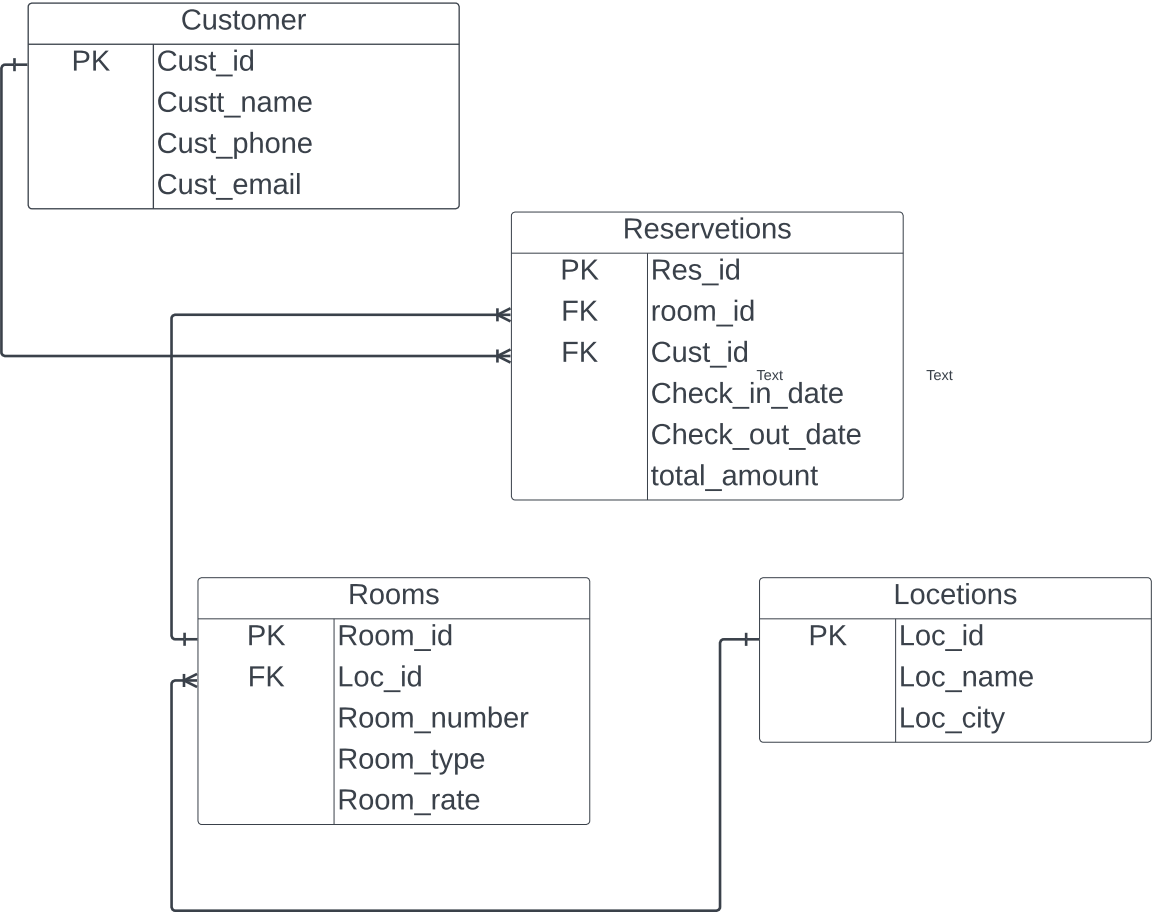 Customer
PK Cust_id
Custt_name
Cust_phone
Cust_email
Reservetions
PK Res_id
FK room_id
FK Cust_id
Text Text
Check_in_date
Check_out_date
total_amount
Rooms
PK Room_id
FK Loc_id
Room_number
Room_type
Room_rate
Locetions
PK Loc_id
Loc_name
Loc_city